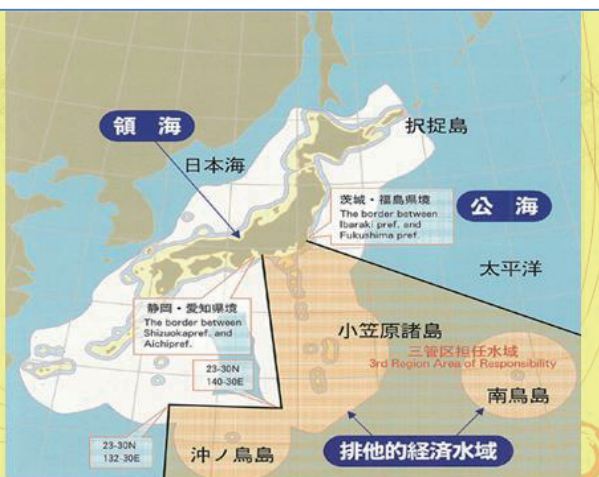 領 海
日本海
択捉島
茨城・福島県境
The border between
Ibaraki pref. and
Fukushima pref.
公 海
太平洋
静岡・愛知県境
The border between
Shizuokapref. and
Aichipref.
小笠原諸島
三管区担任水域
3rd Region Area of Responsibility
23-30N
140-30E
南鳥島
23-30N
132-30E
沖ノ鳥島
排他的経済水域